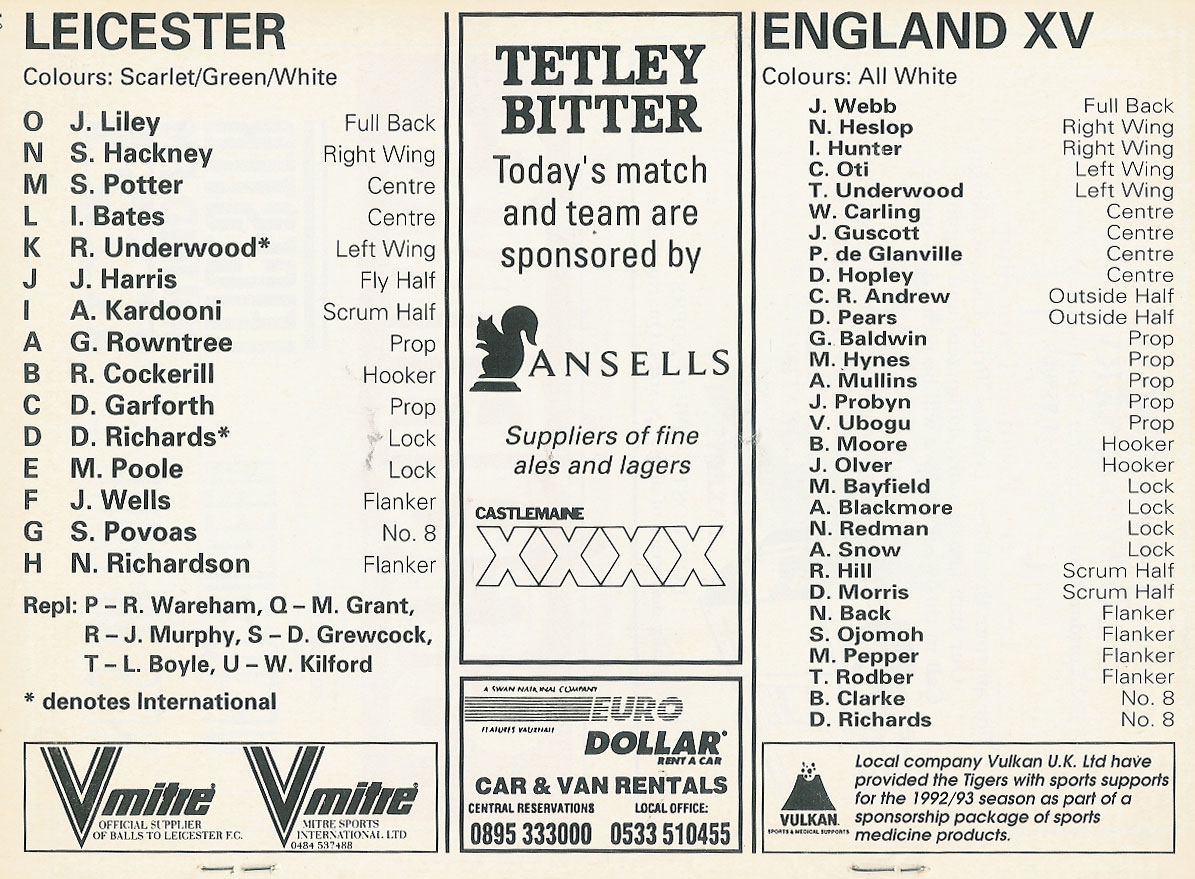 LEICESTER
Colours: Scarlet/Green/White
O J. Liley Full Back
N S. Hackney Right Wing
M S. Potter Centre
L I. Bates Centre
K R. Underwood* Left Wing
J J. Harris Fly Half
I A. Kardooni Scrum Half
A G. Rowntree Prop
B R. Cockerill Hooker
C D. Garforth Prop
D D. Richards* Lock
E M. Poole Lock
F J. Wells Flanker
G S. Povoas No. 8
H N. Richardson Flanker
Repl: P – R. Wareham, Q – M. Grant,
R – J. Murphy, S – D. Grewcock,
T – L. Boyle, U – W. Kilford
* denotes International
mitre
OFFICIAL SUPPLIER
OF BALLS TO LEICESTER F.C.
mitre
MITRE SPORTS
INTERNATIONAL LTD
0484 537488
TETLEY
BITTER
Today's match
and team are
sponsored by
ANSELLS
Suppliers of fine
ales and lagers
CASTLEMAINE
XXXX
A SWAN NATIONAL COMPANY
EURO
FEATURES VAUXHALL
DOLLAR
RENT A CAR
CAR & VAN RENTALS
CENTRAL RESERVATIONS LOCAL OFFICE:
0895 333000 0533 510455
ENGLAND XV
Colours: All White
J. Webb Full Back
N. Heslop Right Wing
I. Hunter Right Wing
C. Oti Left Wing
T. Underwood Left Wing
W. Carling Centre
J. Guscott Centre
P. de Glanville Centre
D. Hopley Centre
C. R. Andrew Outside Half
D. Pears Outside Half
G. Baldwin Prop
M. Hynes Prop
A. Mullins Prop
J. Probyn Prop
V. Ubogu Prop
B. Moore Hooker
J. Olver Hooker
M. Bayfield Lock
A. Blackmore Lock
N. Redman Lock
A. Snow Lock
R. Hill Scrum Half
D. Morris Scrum Half
N. Back Flanker
S. Ojomoh Flanker
M. Pepper Flanker
T. Rodber Flanker
B. Clarke No. 8
D. Richards No. 8
VULKAN
SPORTS & MEDICAL SUPPORTS
Local company Vulkan U.K. Ltd have
provided the Tigers with sports supports
for the 1992/93 season as part of a
sponsorship package of sports
medicine products.